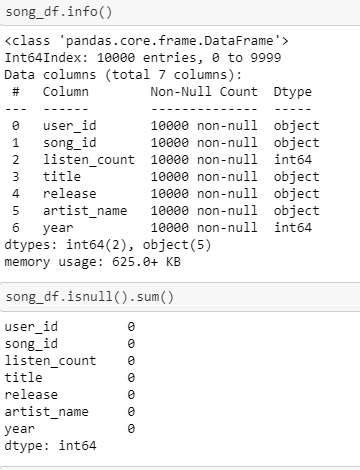 song_df.info()
<class 'pandas.core.frame.DataFrame'>
Int64Index: 10000 entries, 0 to 9999
Data columns (total 7 columns):
 #   Column        Non-Null Count  Dtype
---  ------        --------------  -----
 0   user_id       10000 non-null  object
 1   song_id       10000 non-null  object
 2   listen_count  10000 non-null  int64
 3   title         10000 non-null  object
 4   release       10000 non-null  object
 5   artist_name   10000 non-null  object
 6   year          10000 non-null  int64
dtypes: int64(2), object(5)
memory usage: 625.0+ KB
song_df.isnull().sum()
user_id         0
song_id         0
listen_count    0
title           0
release         0
artist_name     0
year            0
dtype: int64